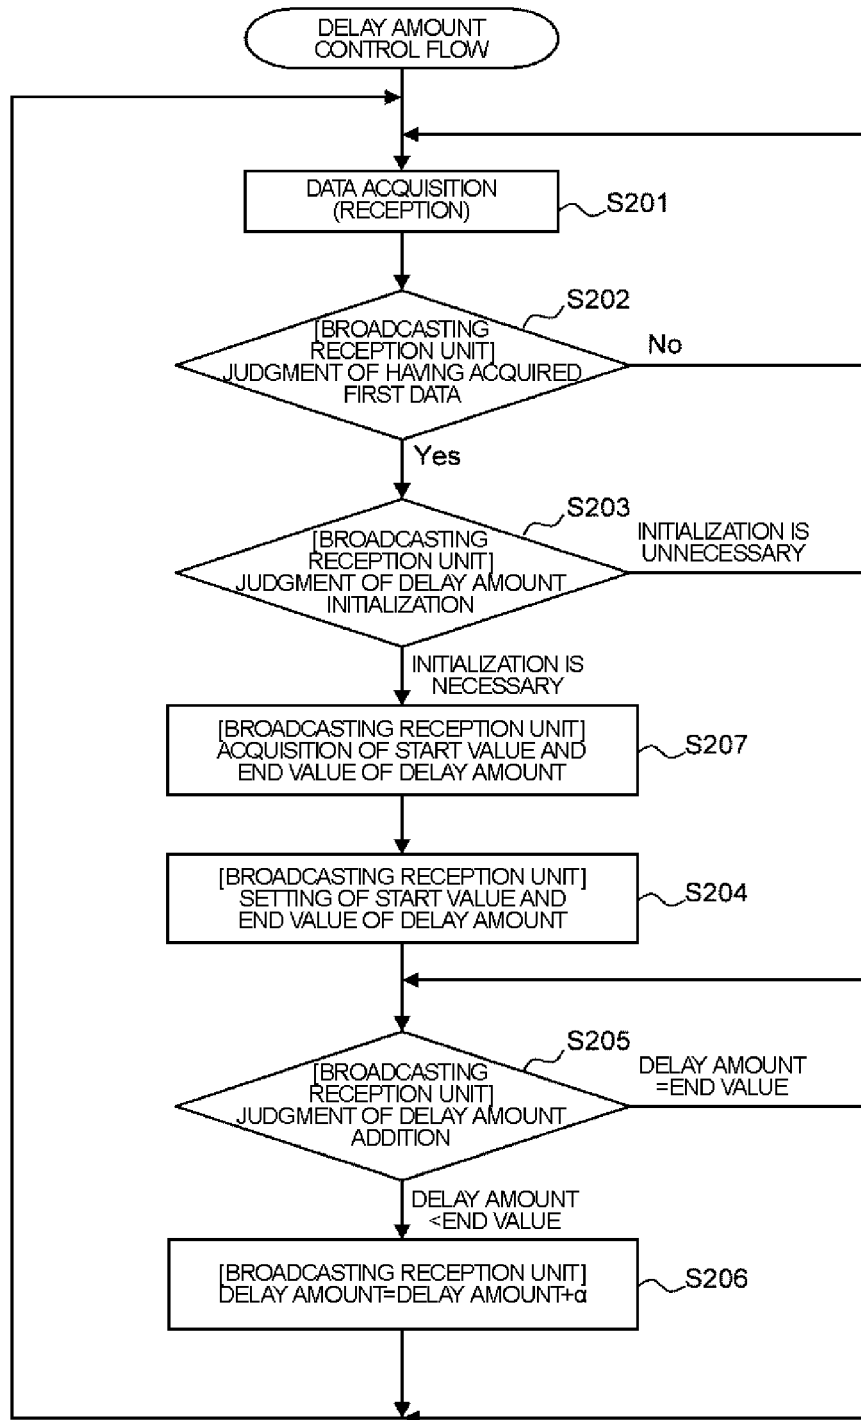 DELAY AMOUNT
CONTROL FLOW
DATA ACQUISITION
(RECEPTION)
S201
S202
[BROADCASTING
RECEPTION UNIT]
JUDGMENT OF HAVING ACQUIRED
FIRST DATA
No
Yes
S203
[BROADCASTING
RECEPTION UNIT]
JUDGMENT OF DELAY AMOUNT
INITIALIZATION
INITIALIZATION IS
UNNECESSARY
INITIALIZATION IS
NECESSARY
[BROADCASTING RECEPTION UNIT]
ACQUISITION OF START VALUE AND
END VALUE OF DELAY AMOUNT
S207
[BROADCASTING RECEPTION UNIT]
SETTING OF START VALUE AND
END VALUE OF DELAY AMOUNT
S204
S205
[BROADCASTING
RECEPTION UNIT]
JUDGMENT OF DELAY AMOUNT
ADDITION
DELAY AMOUNT
=END VALUE
DELAY AMOUNT
<END VALUE
[BROADCASTING RECEPTION UNIT]
DELAY AMOUNT=DELAY AMOUNT+α
S206